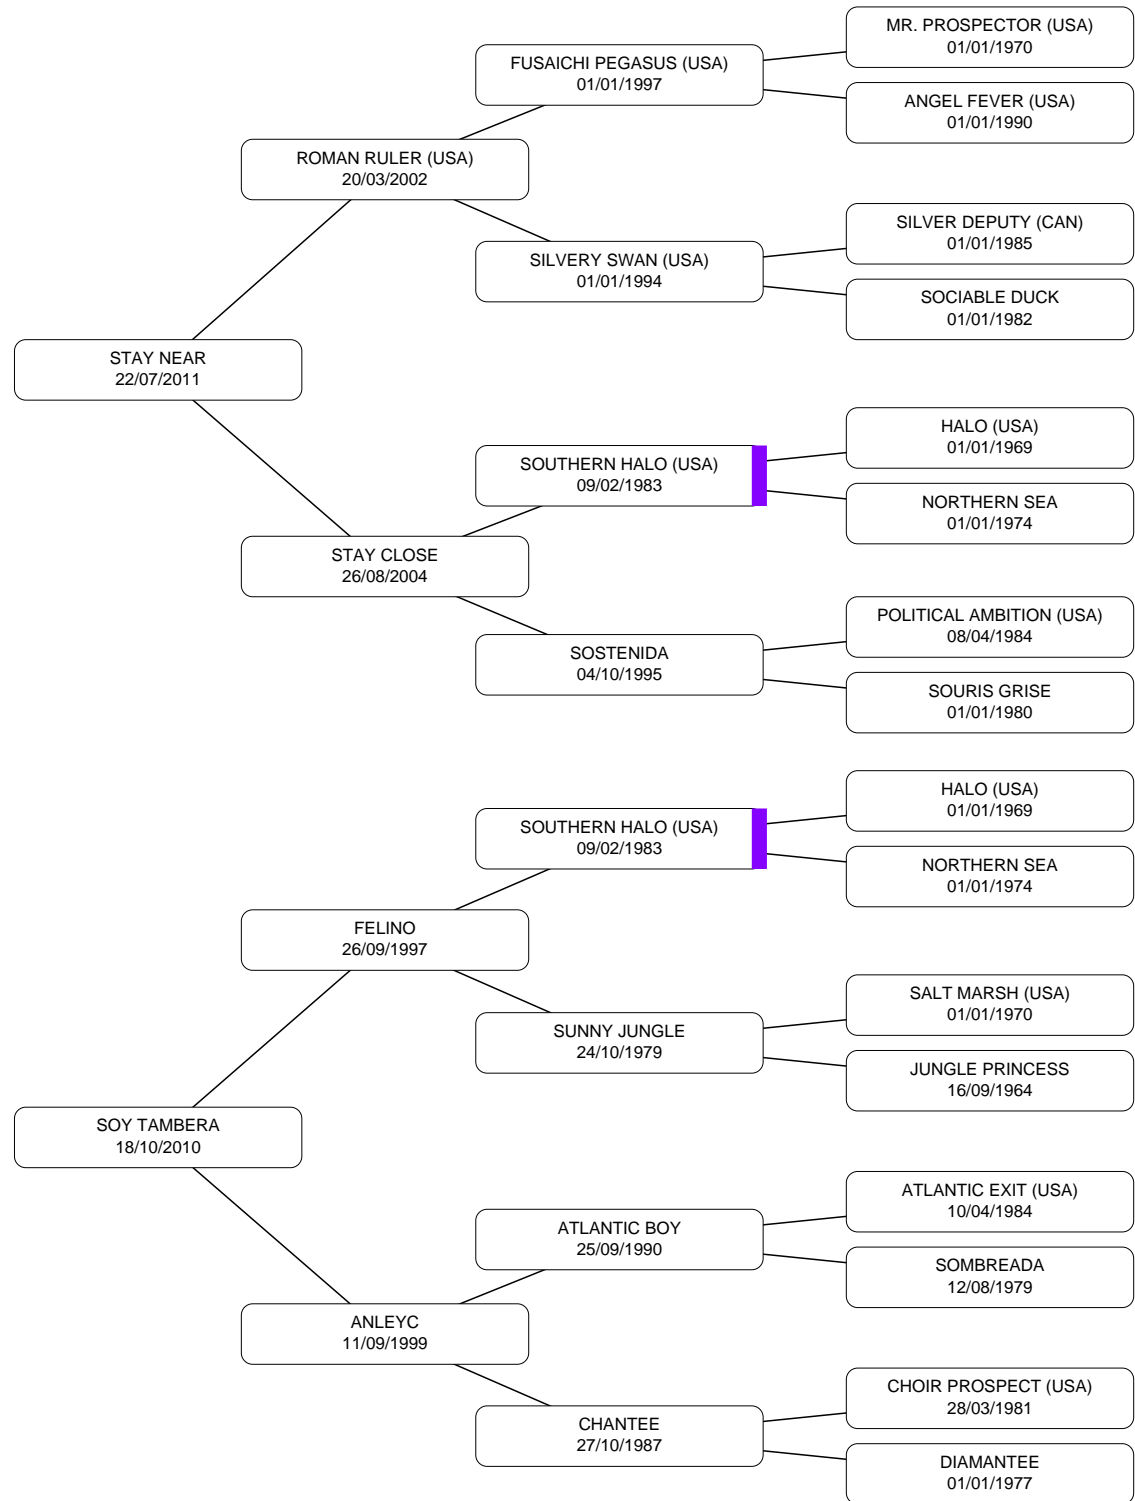 MR. PROSPECTOR (USA)
01/01/1970
FUSAICHI PEGASUS (USA)
01/01/1997
ANGEL FEVER (USA)
01/01/1990
ROMAN RULER (USA)
20/03/2002
SILVER DEPUTY (CAN)
01/01/1985
SILVERY SWAN (USA)
01/01/1994
SOCIABLE DUCK
01/01/1982
STAY NEAR
22/07/2011
HALO (USA)
01/01/1969
SOUTHERN HALO (USA)
09/02/1983
NORTHERN SEA
01/01/1974
STAY CLOSE
26/08/2004
POLITICAL AMBITION (USA)
08/04/1984
SOSTENIDA
04/10/1995
SOURIS GRISE
01/01/1980
HALO (USA)
01/01/1969
SOUTHERN HALO (USA)
09/02/1983
NORTHERN SEA
01/01/1974
FELINO
26/09/1997
SALT MARSH (USA)
01/01/1970
SUNNY JUNGLE
24/10/1979
JUNGLE PRINCESS
16/09/1964
SOY TAMBERA
18/10/2010
ATLANTIC EXIT (USA)
10/04/1984
ATLANTIC BOY
25/09/1990
SOMBREADA
12/08/1979
ANLEYC
11/09/1999
CHOIR PROSPECT (USA)
28/03/1981
CHANTEE
27/10/1987
DIAMANTEE
01/01/1977